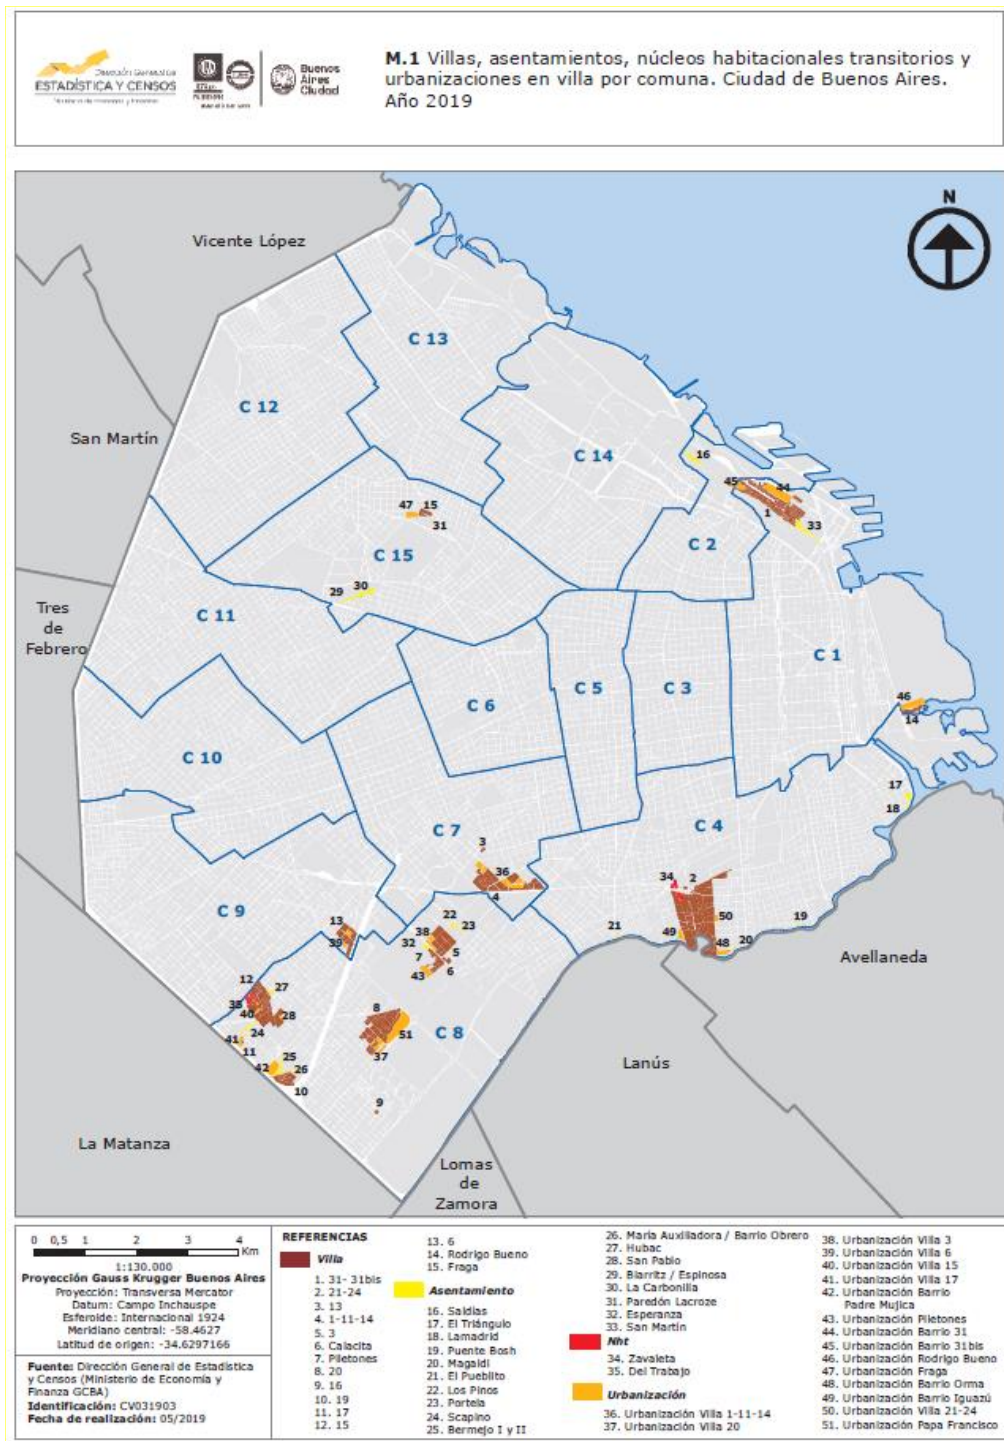 Dirección General de
ESTADÍSTICA Y CENSOS
Ministerio de Economía y Finanzas
Buenos
Aires
Ciudad
M.1 Villas, asentamientos, núcleos habitacionales transitorios y
urbanizaciones en villa por comuna. Ciudad de Buenos Aires.
Año 2019
N
Vicente López
C 13
C 12
San Martín
C 14
16
45
44
1
33
47
15
31
C 15
C 2
29
30
Tres
de
Febrero
C 11
C 1
C 6
C 5
C 3
46
14
C 10
17
18
C 7
C 4
3
36
4
34
2
C 9
13
39
22
38
23
32
5
7
6
43
21
49
50
48
20
19
Avellaneda
12
27
35
40
28
24
41
11
25
42
26
10
8
C 8
51
37
9
Lanús
La Matanza
Lomas
de
Zamora
0 0,5 1 2 3 4
Km
1:130.000
Proyección Gauss Krugger Buenos Aires
Proyección: Transversa Mercator
Datum: Campo Inchauspe
Esferoide: Internacional 1924
Meridiano central: -58.4627
Latitud de origen: -34.6297166
Fuente: Dirección General de Estadística
y Censos (Ministerio de Economía y
Finanza GCBA)
Identificación: CV031903
Fecha de realización: 05/2019
REFERENCIAS
Villa
1. 31- 31bis
2. 21-24
3. 13
4. 1-11-14
5. 3
6. Calacita
7. Piletones
8. 20
9. 16
10. 19
11. 17
12. 15
13. 6
14. Rodrigo Bueno
15. Fraga
Asentamiento
16. Saldías
17. El Triángulo
18. Lamadrid
19. Puente Bosh
20. Magaldi
21. El Pueblito
22. Los Pinos
23. Portela
24. Scapino
25. Bermejo I y II
26. María Auxiliadora / Barrio Obrero
27. Hubac
28. San Pablo
29. Biarritz / Espinosa
30. La Carbonilla
31. Paredón Lacroze
32. Esperanza
33. San Martín
Nht
34. Zavaleta
35. Del Trabajo
Urbanización
36. Urbanización Villa 1-11-14
37. Urbanización Villa 20
38. Urbanización Villa 3
39. Urbanización Villa 6
40. Urbanización Villa 15
41. Urbanización Villa 17
42. Urbanización Barrio
Padre Mujica
43. Urbanización Piletones
44. Urbanización Barrio 31
45. Urbanización Barrio 31bis
46. Urbanización Rodrigo Bueno
47. Urbanización Fraga
48. Urbanización Barrio Orma
49. Urbanización Barrio Iguazú
50. Urbanización Villa 21-24
51. Urbanización Papa Francisco